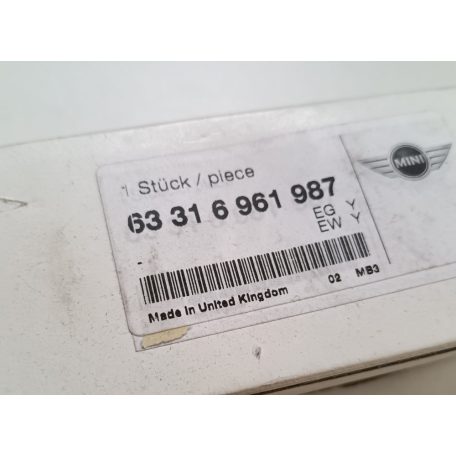 1 Stück / piece
MINI
63 31 6 961 987
EG Y
EW Y
-
Made in United Kingdom 02 MB3